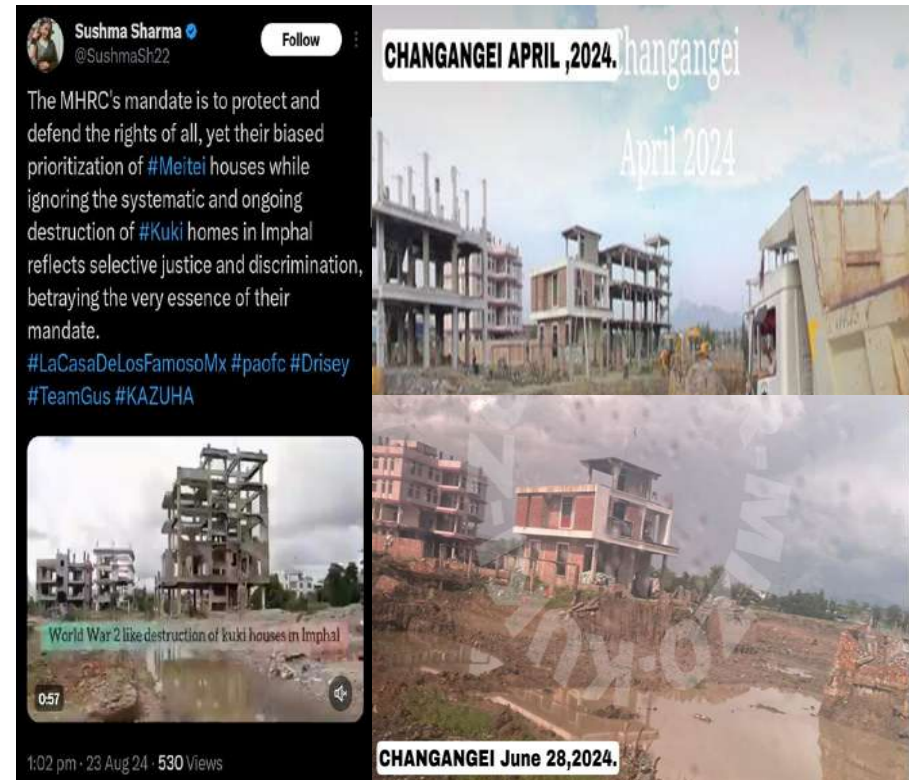 Sushma Sharma
@SushmaSh22
Follow
The MHRC's mandate is to protect and
defend the rights of all, yet their biased
prioritization of #Meitei houses while
ignoring the systematic and ongoing
destruction of #Kuki homes in Imphal
reflects selective justice and discrimination,
betraying the very essence of their
mandate.
#LaCasaDeLosFamosoMx #paofc #Drisey
#TeamGus #KAZUHA
World War 2 like destruction of kuki houses in Imphal
0:57
1:02 pm · 23 Aug 24 · 530 Views
CHANGANGEI APRIL ,2024.
Changangei
April 2024
CHANGANGEI June 28,2024.